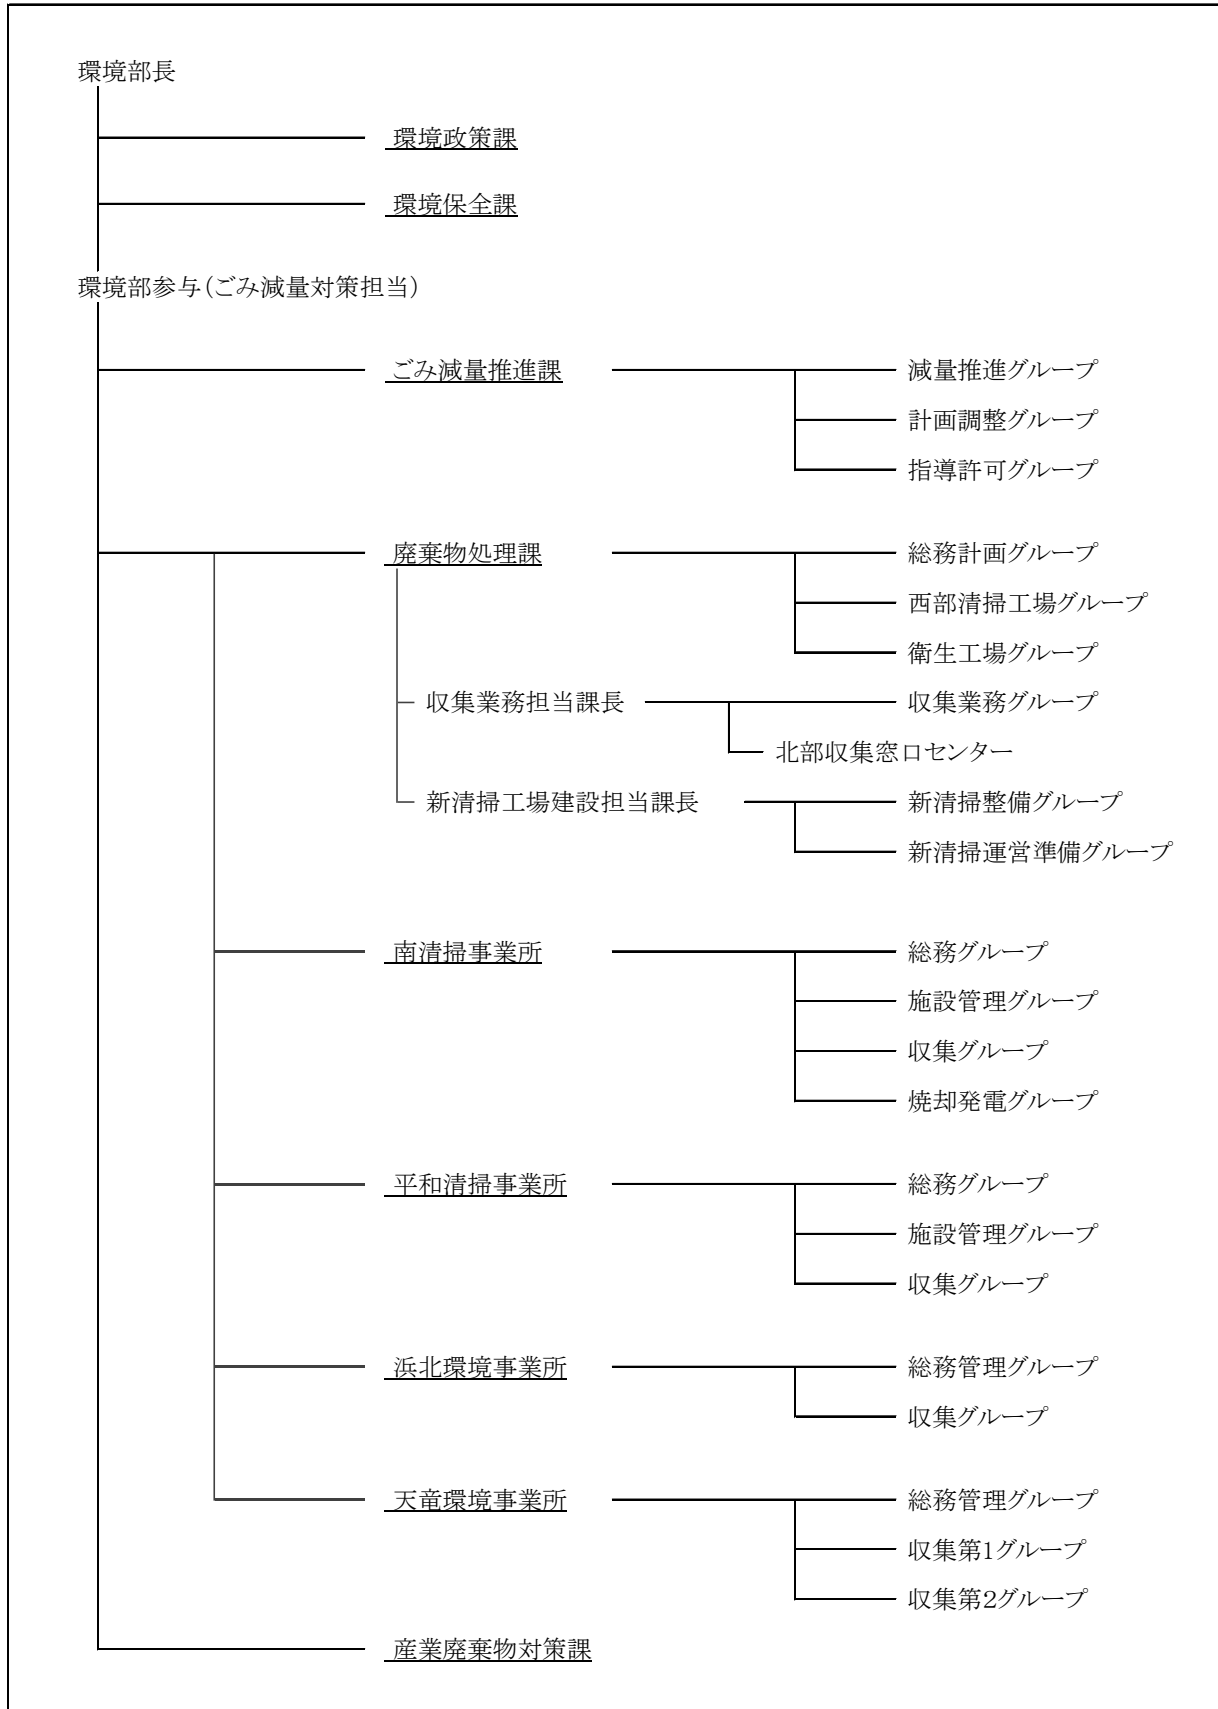 環境部長
環境政策課
環境保全課
環境部参与(ごみ減量対策担当)
ごみ減量推進課
減量推進グループ
計画調整グループ
指導許可グループ
廃棄物処理課
総務計画グループ
西部清掃工場グループ
衛生工場グループ
収集業務担当課長
収集業務グループ
北部収集窓口センター
新清掃工場建設担当課長
新清掃整備グループ
新清掃運営準備グループ
南清掃事業所
総務グループ
施設管理グループ
収集グループ
焼却発電グループ
平和清掃事業所
総務グループ
施設管理グループ
収集グループ
浜北環境事業所
総務管理グループ
収集グループ
天竜環境事業所
総務管理グループ
収集第1グループ
収集第2グループ
産業廃棄物対策課